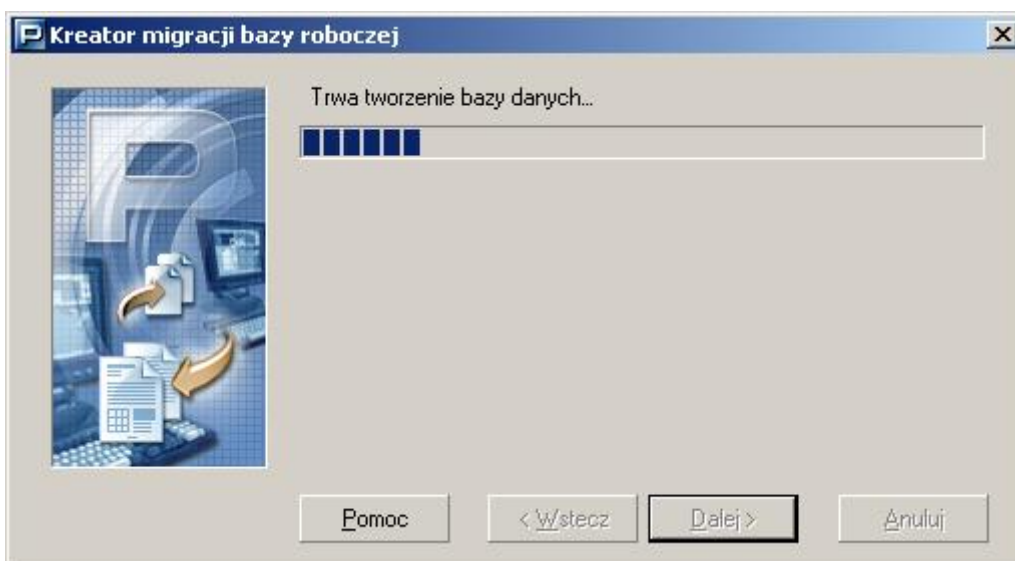 Kreator migracji bazy roboczej
Trwa tworzenie bazy danych...
Pomoc
< Wstecz
Dalej >
Anuluj